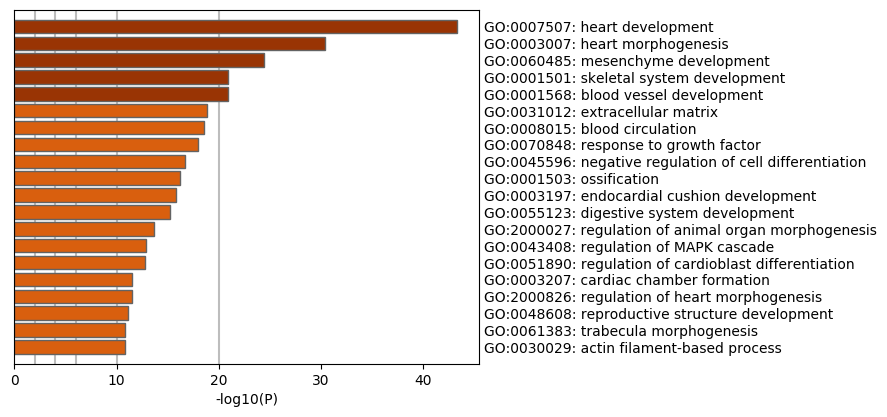 GO:0007507: heart development
GO:0003007: heart morphogenesis
GO:0060485: mesenchyme development
GO:0001501: skeletal system development
GO:0001568: blood vessel development
GO:0031012: extracellular matrix
GO:0008015: blood circulation
GO:0070848: response to growth factor
GO:0045596: negative regulation of cell differentiation
GO:0001503: ossification
GO:0003197: endocardial cushion development
GO:0055123: digestive system development
GO:2000027: regulation of animal organ morphogenesis
GO:0043408: regulation of MAPK cascade
GO:0051890: regulation of cardioblast differentiation
GO:0003207: cardiac chamber formation
GO:2000826: regulation of heart morphogenesis
GO:0048608: reproductive structure development
GO:0061383: trabecula morphogenesis
GO:0030029: actin filament-based process
0 10 20 30 40
-log10(P)